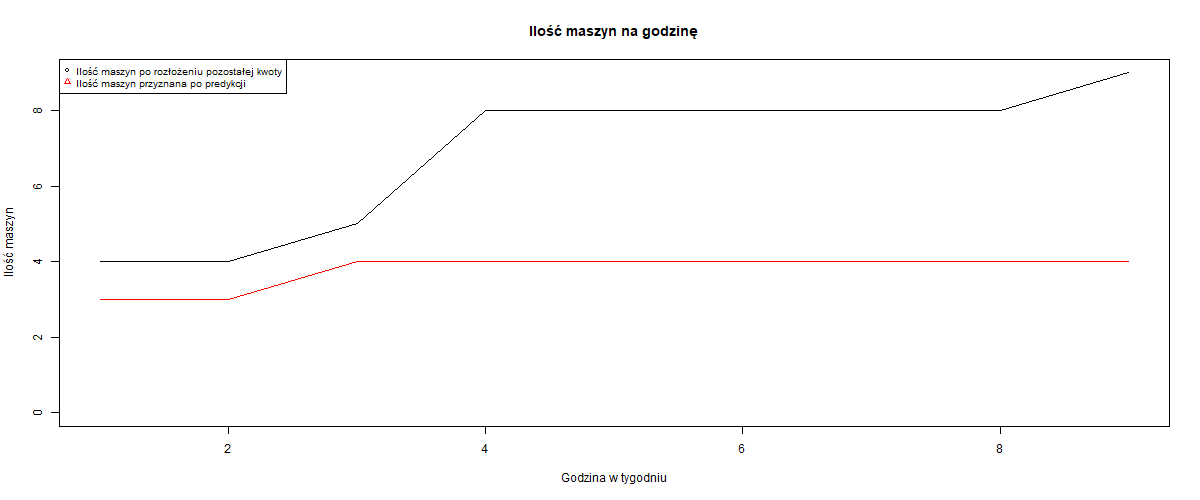 Ilość maszyn na godzinę
Ilość maszyn po rozłożeniu pozostałej kwoty
Ilość maszyn przyznana po predykcji
Ilość maszyn
8
6
4
2
0
2
4
6
8
Godzina w tygodniu